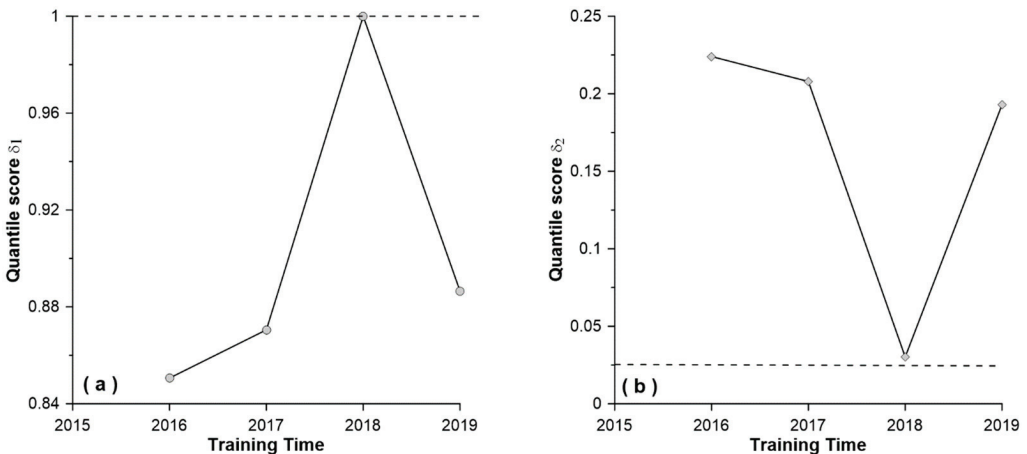 1
0.96
0.92
0.88
0.84
Quantile score δ1
( a )
2015 2016 2017 2018 2019
Training Time
0.25
0.2
0.15
0.1
0.05
0
Quantile score δ2
( b )
2015 2016 2017 2018 2019
Training Time